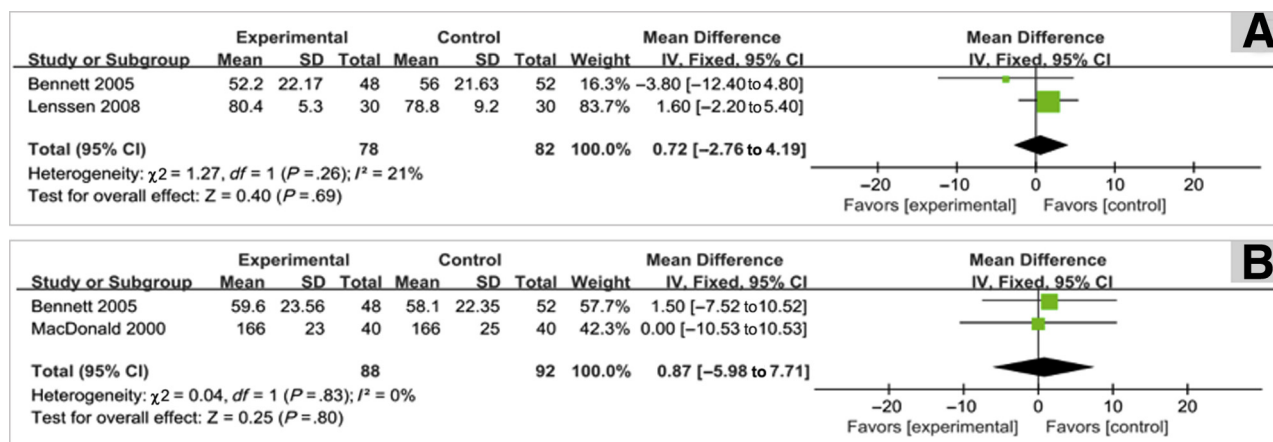 A
Experimental Control Mean Difference Mean Difference
Study or Subgroup Mean SD Total Mean SD Total Weight IV, Fixed, 95% CI IV, Fixed, 95% CI
Bennett 2005 52.2 22.17 48 56 21.63 52 16.3% −3.80 [−12.40 to 4.80]
Lenssen 2008 80.4 5.3 30 78.8 9.2 30 83.7% 1.60 [−2.20 to 5.40]
Total (95% CI) 78 82 100.0% 0.72 [−2.76 to 4.19]
Heterogeneity: χ2 = 1.27, df = 1 (P = .26); I² = 21%
Test for overall effect: Z = 0.40 (P = .69)
−20 −10 0 10 20
Favors [experimental] Favors [control]
B
Experimental Control Mean Difference Mean Difference
Study or Subgroup Mean SD Total Mean SD Total Weight IV, Fixed, 95% CI IV, Fixed, 95% CI
Bennett 2005 59.6 23.56 48 58.1 22.35 52 57.7% 1.50 [−7.52 to 10.52]
MacDonald 2000 166 23 40 166 25 40 42.3% 0.00 [−10.53 to 10.53]
Total (95% CI) 88 92 100.0% 0.87 [−5.98 to 7.71]
Heterogeneity: χ2 = 0.04, df = 1 (P = .83); I² = 0%
Test for overall effect: Z = 0.25 (P = .80)
−20 −10 0 10 20
Favors [experimental] Favors [control]